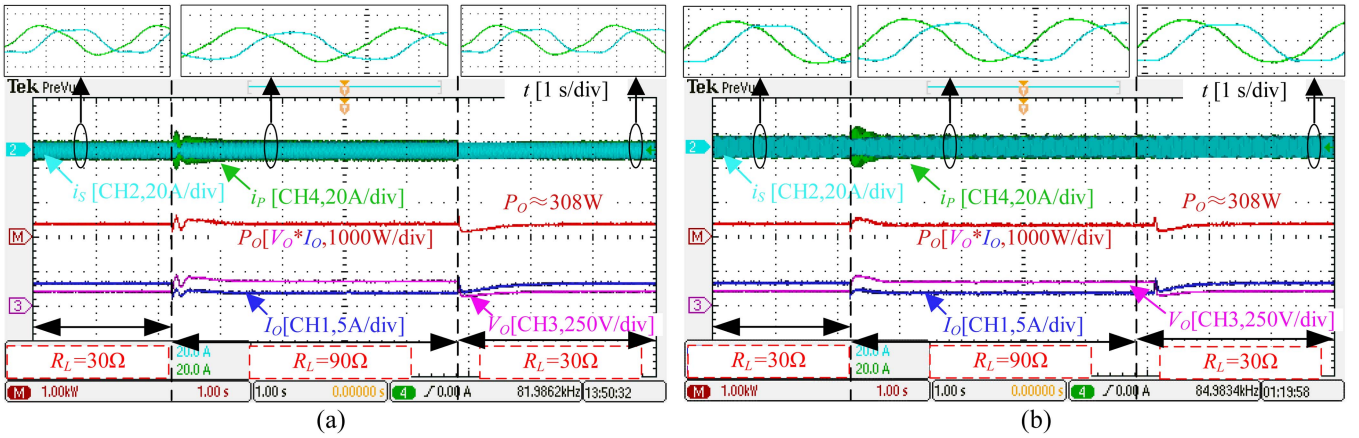 Tek PreVu
t [1 s/div]
2
iS [CH2,20A/div]
iP [CH4,20A/div]
PO≈308W
M
PO[VO*IO,1000W/div]
3
IO[CH1,5A/div]
VO[CH3,250V/div]
20.0 A
20.0 A
RL=30Ω
RL=90Ω
RL=30Ω
M 1.00kW 1.00 s
1.00 s 0.00000 s
4 0.00 A
81.9862kHz
13:50:32
(a)
Tek PreVu
t [1 s/div]
2
iS [CH2,20A/div]
iP [CH4,20A/div]
PO≈308W
M
PO[VO*IO,1000W/div]
3
IO[CH1,5A/div]
VO[CH3,250V/div]
20.0 A
20.0 A
RL=30Ω
RL=90Ω
RL=30Ω
M 1.00kW 1.00 s
1.00 s 0.00000 s
4 0.00 A
84.9834kHz
01:19:58
(b)